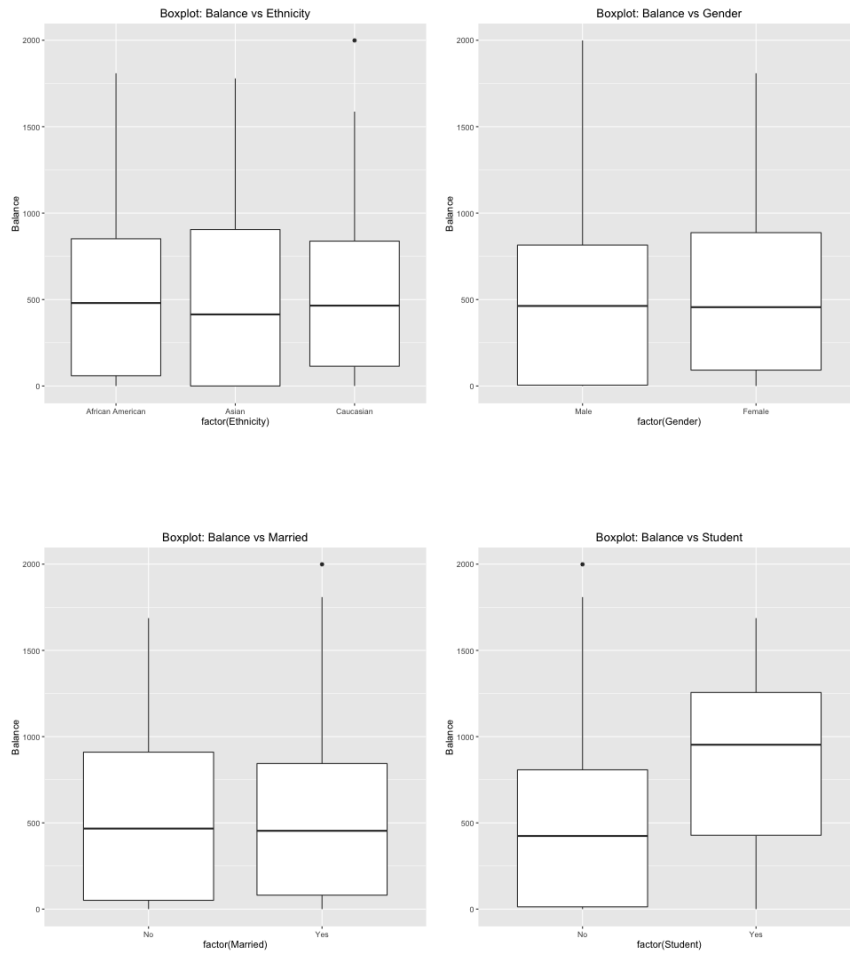 Boxplot: Balance vs Ethnicity
2000
1500
1000
500
0
Balance
African American
Asian
Caucasian
factor(Ethnicity)
Boxplot: Balance vs Gender
2000
1500
1000
500
0
Balance
Male
Female
factor(Gender)
Boxplot: Balance vs Married
2000
1500
1000
500
0
Balance
No
Yes
factor(Married)
Boxplot: Balance vs Student
2000
1500
1000
500
0
Balance
No
Yes
factor(Student)